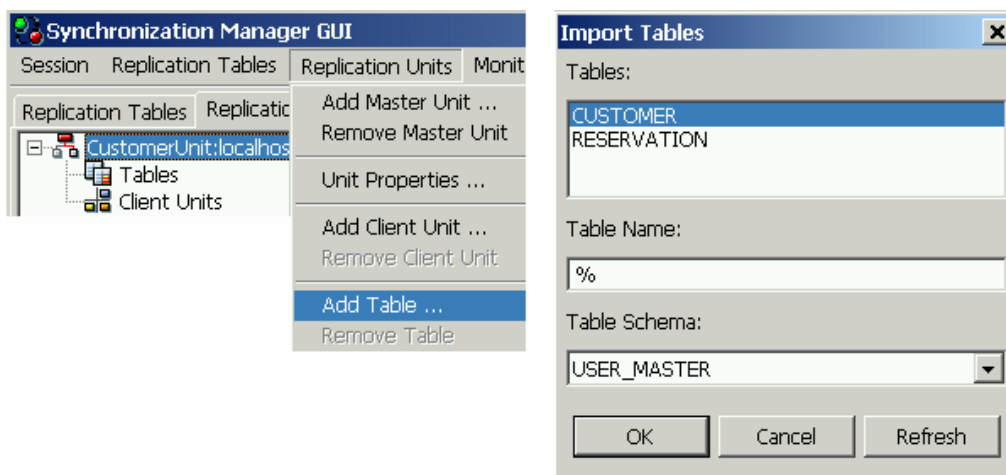 Synchronization Manager GUI
Session Replication Tables Replication Units Monit
Replication Tables Replicatic
CustomerUnit:localhos
Tables
Client Units
Add Master Unit ...
Remove Master Unit
Unit Properties ...
Add Client Unit ...
Remove Client Unit
Add Table ...
Remove Table
Import Tables
Tables:
CUSTOMER
RESERVATION
Table Name:
%
Table Schema:
USER_MASTER
OK Cancel Refresh